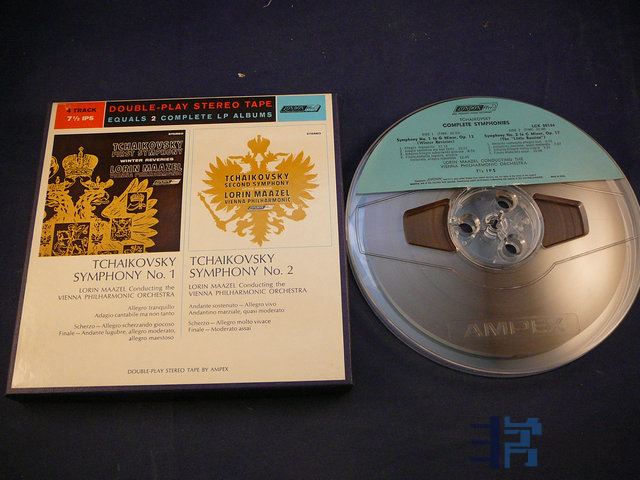 4 TRACK
7½ IPS
DOUBLE-PLAY STEREO TAPE
EQUALS 2 COMPLETE LP ALBUMS
LONDON
STEREO
TCHAIKOVSKY
FIRST SYMPHONY
WINTER REVERIES
LORIN MAAZEL
VIENNA PHILHARMONIC
STEREO
TCHAIKOVSKY
SECOND SYMPHONY
LORIN MAAZEL
VIENNA PHILHARMONIC
TCHAIKOVSKY
SYMPHONY No. 1
LORIN MAAZEL Conducting the
VIENNA PHILHARMONIC ORCHESTRA
Allegro tranquillo
Adagio cantabile ma non tanto
Scherzo—Allegro scherzando giocoso
Finale—Andante lugubre, allegro moderato,
allegro maestoso
TCHAIKOVSKY
SYMPHONY No. 2
LORIN MAAZEL Conducting the
VIENNA PHILHARMONIC ORCHESTRA
Andante sostenuto—Allegro vivo
Andantino marziale, quasi moderato
Scherzo—Allegro molto vivace
Finale—Moderato assai
DOUBLE-PLAY STEREO TAPE BY AMPEX
LONDON
TCHAIKOVSKY
COMPLETE SYMPHONIES
Symphony No. 1 in G Minor, Op. 13
(Winter Reveries)
Symphony No. 2 in C Minor, Op. 17
(The "Little Russian")
LORIN MAAZEL CONDUCTING THE
VIENNA PHILHARMONIC ORCHESTRA
7½ IPS
AMPEX